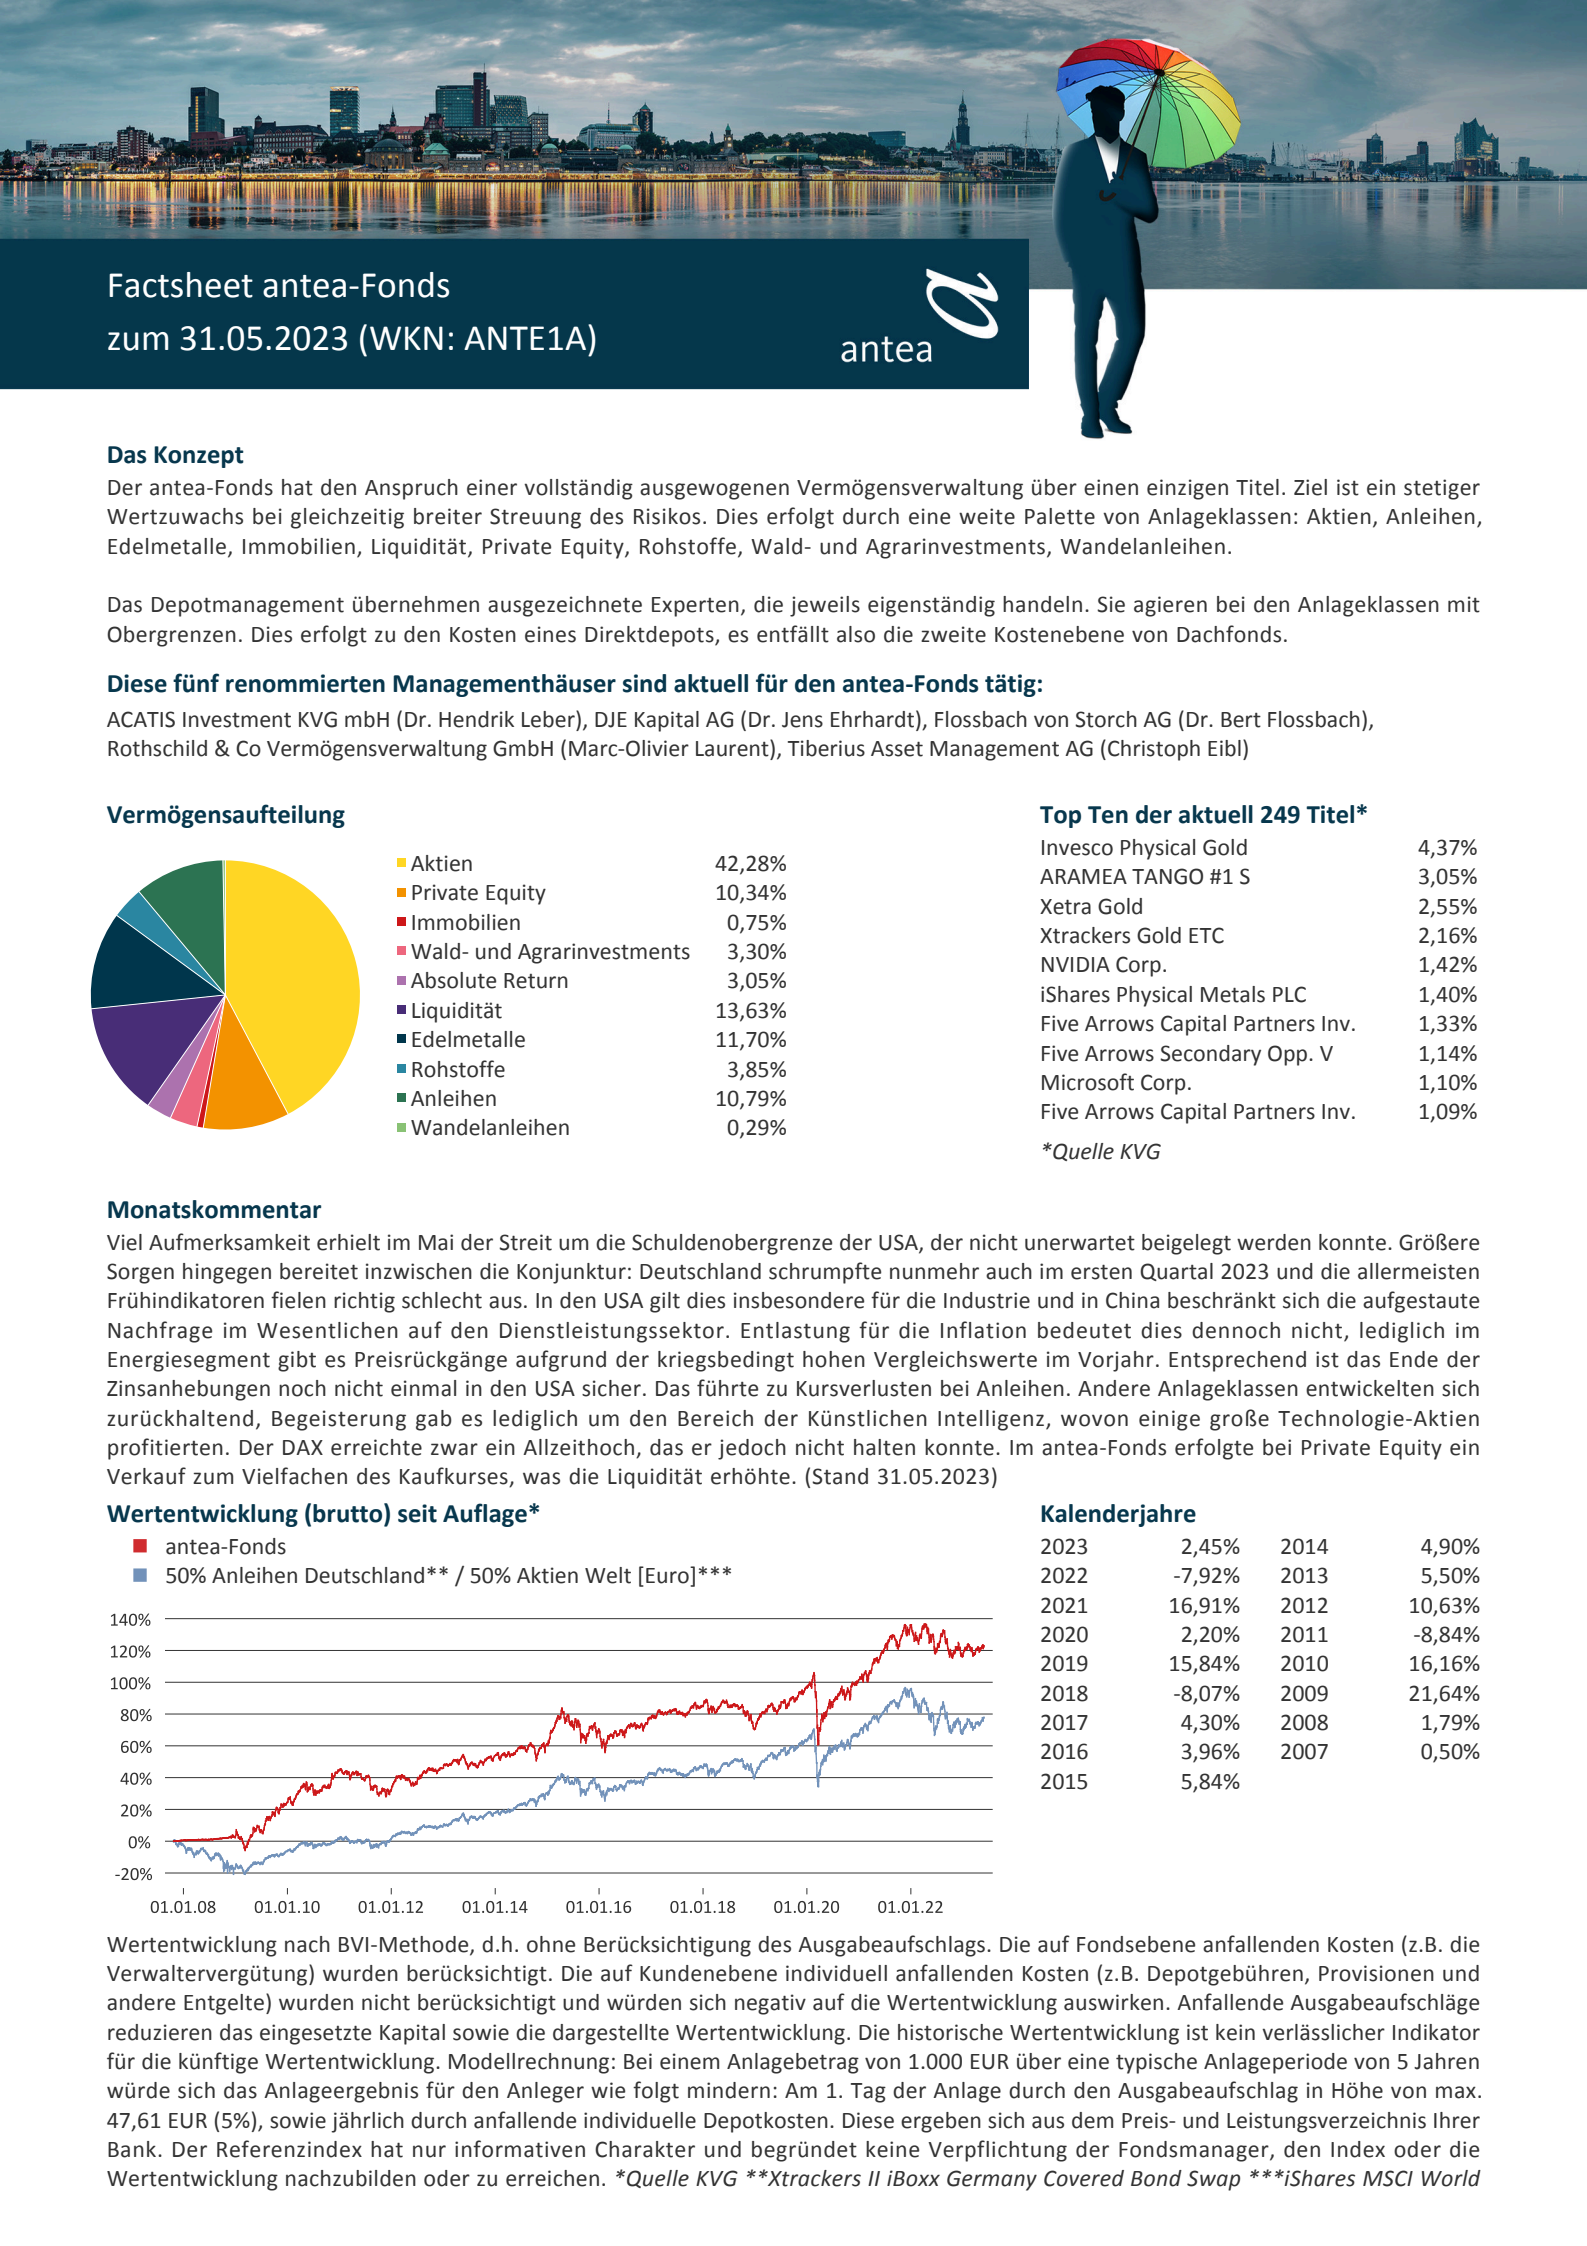 Factsheet antea-Fonds
zum 31.05.2023 (WKN: ANTE1A)
antea
Das Konzept
Der antea-Fonds hat den Anspruch einer vollständig ausgewogenen Vermögensverwaltung über einen einzigen Titel. Ziel ist ein stetiger
Wertzuwachs bei gleichzeitig breiter Streuung des Risikos. Dies erfolgt durch eine weite Palette von Anlageklassen: Aktien, Anleihen,
Edelmetalle, Immobilien, Liquidität, Private Equity, Rohstoffe, Wald- und Agrarinvestments, Wandelanleihen.
Das Depotmanagement übernehmen ausgezeichnete Experten, die jeweils eigenständig handeln. Sie agieren bei den Anlageklassen mit
Obergrenzen. Dies erfolgt zu den Kosten eines Direktdepots, es entfällt also die zweite Kostenebene von Dachfonds.
Diese fünf renommierten Managementhäuser sind aktuell für den antea-Fonds tätig:
ACATIS Investment KVG mbH (Dr. Hendrik Leber), DJE Kapital AG (Dr. Jens Ehrhardt), Flossbach von Storch AG (Dr. Bert Flossbach),
Rothschild & Co Vermögensverwaltung GmbH (Marc-Olivier Laurent), Tiberius Asset Management AG (Christoph Eibl)
Vermögensaufteilung
Aktien 42,28%
Private Equity 10,34%
Immobilien 0,75%
Wald- und Agrarinvestments 3,30%
Absolute Return 3,05%
Liquidität 13,63%
Edelmetalle 11,70%
Rohstoffe 3,85%
Anleihen 10,79%
Wandelanleihen 0,29%
Top Ten der aktuell 249 Titel*
Invesco Physical Gold 4,37%
ARAMEA TANGO #1 S 3,05%
Xetra Gold 2,55%
Xtrackers Gold ETC 2,16%
NVIDIA Corp. 1,42%
iShares Physical Metals PLC 1,40%
Five Arrows Capital Partners Inv. 1,33%
Five Arrows Secondary Opp. V 1,14%
Microsoft Corp. 1,10%
Five Arrows Capital Partners Inv. 1,09%
*Quelle KVG
Monatskommentar
Viel Aufmerksamkeit erhielt im Mai der Streit um die Schuldenobergrenze der USA, der nicht unerwartet beigelegt werden konnte. Größere
Sorgen hingegen bereitet inzwischen die Konjunktur: Deutschland schrumpfte nunmehr auch im ersten Quartal 2023 und die allermeisten
Frühindikatoren fielen richtig schlecht aus. In den USA gilt dies insbesondere für die Industrie und in China beschränkt sich die aufgestaute
Nachfrage im Wesentlichen auf den Dienstleistungssektor. Entlastung für die Inflation bedeutet dies dennoch nicht, lediglich im
Energiesegment gibt es Preisrückgänge aufgrund der kriegsbedingt hohen Vergleichswerte im Vorjahr. Entsprechend ist das Ende der
Zinsanhebungen noch nicht einmal in den USA sicher. Das führte zu Kursverlusten bei Anleihen. Andere Anlageklassen entwickelten sich
zurückhaltend, Begeisterung gab es lediglich um den Bereich der Künstlichen Intelligenz, wovon einige große Technologie-Aktien
profitierten. Der DAX erreichte zwar ein Allzeithoch, das er jedoch nicht halten konnte. Im antea-Fonds erfolgte bei Private Equity ein
Verkauf zum Vielfachen des Kaufkurses, was die Liquidität erhöhte. (Stand 31.05.2023)
Wertentwicklung (brutto) seit Auflage*
antea-Fonds
50% Anleihen Deutschland** / 50% Aktien Welt [Euro]***
140%
120%
100%
80%
60%
40%
20%
0%
-20%
01.01.08 01.01.10 01.01.12 01.01.14 01.01.16 01.01.18 01.01.20 01.01.22
Kalenderjahre
2023 2,45% 2014 4,90%
2022 -7,92% 2013 5,50%
2021 16,91% 2012 10,63%
2020 2,20% 2011 -8,84%
2019 15,84% 2010 16,16%
2018 -8,07% 2009 21,64%
2017 4,30% 2008 1,79%
2016 3,96% 2007 0,50%
2015 5,84%
Wertentwicklung nach BVI-Methode, d.h. ohne Berücksichtigung des Ausgabeaufschlags. Die auf Fondsebene anfallenden Kosten (z.B. die
Verwaltervergütung) wurden berücksichtigt. Die auf Kundenebene individuell anfallenden Kosten (z.B. Depotgebühren, Provisionen und
andere Entgelte) wurden nicht berücksichtigt und würden sich negativ auf die Wertentwicklung auswirken. Anfallende Ausgabeaufschläge
reduzieren das eingesetzte Kapital sowie die dargestellte Wertentwicklung. Die historische Wertentwicklung ist kein verlässlicher Indikator
für die künftige Wertentwicklung. Modellrechnung: Bei einem Anlagebetrag von 1.000 EUR über eine typische Anlageperiode von 5 Jahren
würde sich das Anlageergebnis für den Anleger wie folgt mindern: Am 1. Tag der Anlage durch den Ausgabeaufschlag in Höhe von max.
47,61 EUR (5%), sowie jährlich durch anfallende individuelle Depotkosten. Diese ergeben sich aus dem Preis- und Leistungsverzeichnis Ihrer
Bank. Der Referenzindex hat nur informativen Charakter und begründet keine Verpflichtung der Fondsmanager, den Index oder die
Wertentwicklung nachzubilden oder zu erreichen. *Quelle KVG **Xtrackers II iBoxx Germany Covered Bond Swap ***iShares MSCI World